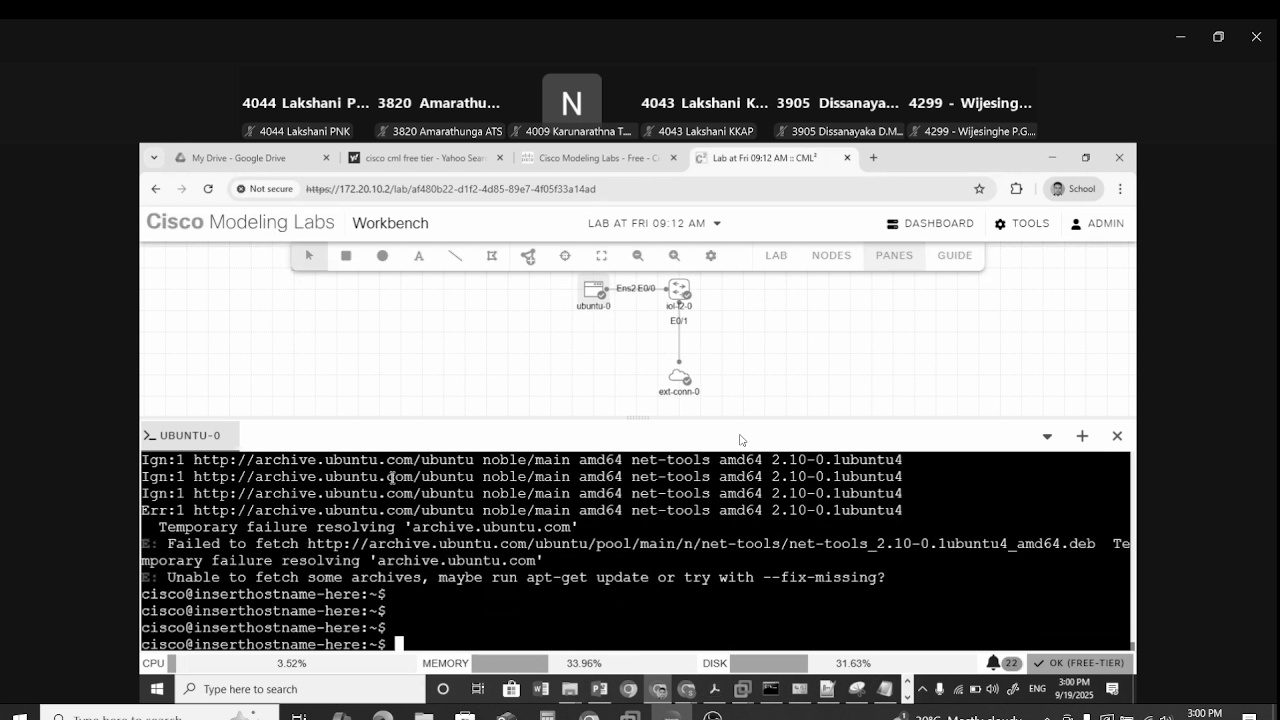 4044 Lakshani P... 3820 Amarathu... N 4043 Lakshani K... 3905 Dissanaya... 4299 - Wijesing...
4044 Lakshani PNK 3820 Amarathunga ATS 4009 Karunarathna T... 4043 Lakshani KKAP 3905 Dissanayaka D.M... 4299 - Wijesinghe P.G....
My Drive - Google Drive cisco cml free tier - Yahoo Sear Cisco Modeling Labs - Free - Ci Lab at Fri 09:12 AM :: CML²
Not secure https://172.20.10.2/lab/af480b22-d1f2-4d85-89e7-4f05f33a14ad School
Cisco Modeling Labs Workbench LAB AT FRI 09:12 AM DASHBOARD TOOLS ADMIN
A LAB NODES PANES GUIDE
Ens2 E0/0
ubuntu-0 iol-l2-0
E0/1
ext-conn-0
UBUNTU-0
Ign:1 http://archive.ubuntu.com/ubuntu noble/main amd64 net-tools amd64 2.10-0.1ubuntu4
Ign:1 http://archive.ubuntu.com/ubuntu noble/main amd64 net-tools amd64 2.10-0.1ubuntu4
Ign:1 http://archive.ubuntu.com/ubuntu noble/main amd64 net-tools amd64 2.10-0.1ubuntu4
Err:1 http://archive.ubuntu.com/ubuntu noble/main amd64 net-tools amd64 2.10-0.1ubuntu4
Temporary failure resolving 'archive.ubuntu.com'
E: Failed to fetch http://archive.ubuntu.com/ubuntu/pool/main/n/net-tools/net-tools_2.10-0.1ubuntu4_amd64.deb Te
mporary failure resolving 'archive.ubuntu.com'
E: Unable to fetch some archives, maybe run apt-get update or try with --fix-missing?
cisco@inserthostname-here:~$
cisco@inserthostname-here:~$
cisco@inserthostname-here:~$
cisco@inserthostname-here:~$
CPU 3.52% MEMORY 33.96% DISK 31.63% 22 OK (FREE-TIER)
Type here to search ENG 3:00 PM
9/19/2025
Type here to search Mostly cloudy 3:00 PM